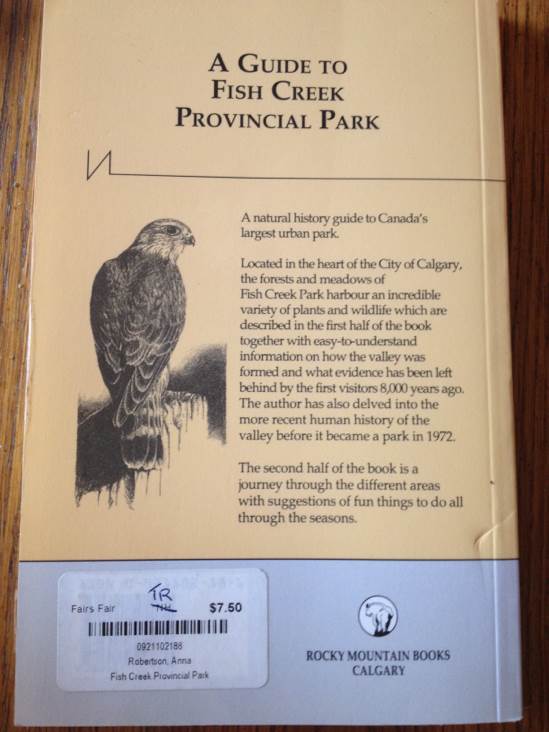 A GUIDE TO
FISH CREEK
PROVINCIAL PARK
A natural history guide to Canada's
largest urban park.
Located in the heart of the City of Calgary,
the forests and meadows of
Fish Creek Park harbour an incredible
variety of plants and wildlife which are
described in the first half of the book
together with easy-to-understand
information on how the valley was
formed and what evidence has been left
behind by the first visitors 8,000 years ago.
The author has also delved into the
more recent human history of the
valley before it became a park in 1972.
The second half of the book is a
journey through the different areas
with suggestions of fun things to do all
through the seasons.
TR
Fairs Fair $7.50
0921102186
Robertson, Anna
Fish Creek Provincial Park
ROCKY MOUNTAIN BOOKS
CALGARY